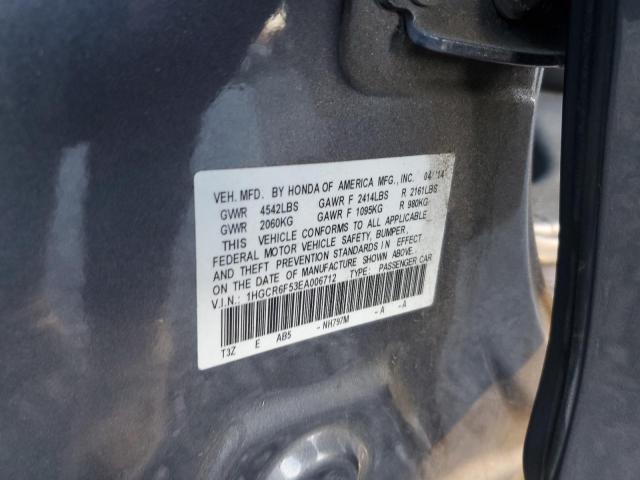 VEH. MFD. BY HONDA OF AMERICA MFG., INC. 04/14
GVWR 4542LBS GAWR F 2414LBS R 2161LBS
GVWR 2060KG GAWR F 1095KG R 980KG
THIS VEHICLE CONFORMS TO ALL APPLICABLE
FEDERAL MOTOR VEHICLE SAFETY, BUMPER,
AND THEFT PREVENTION STANDARDS IN EFFECT
ON THE DATE OF MANUFACTURE SHOWN ABOVE.
V.I.N.: 1HGCR6F53EA006712 TYPE: PASSENGER CAR
T3Z E AB5 -NH797M -A -A